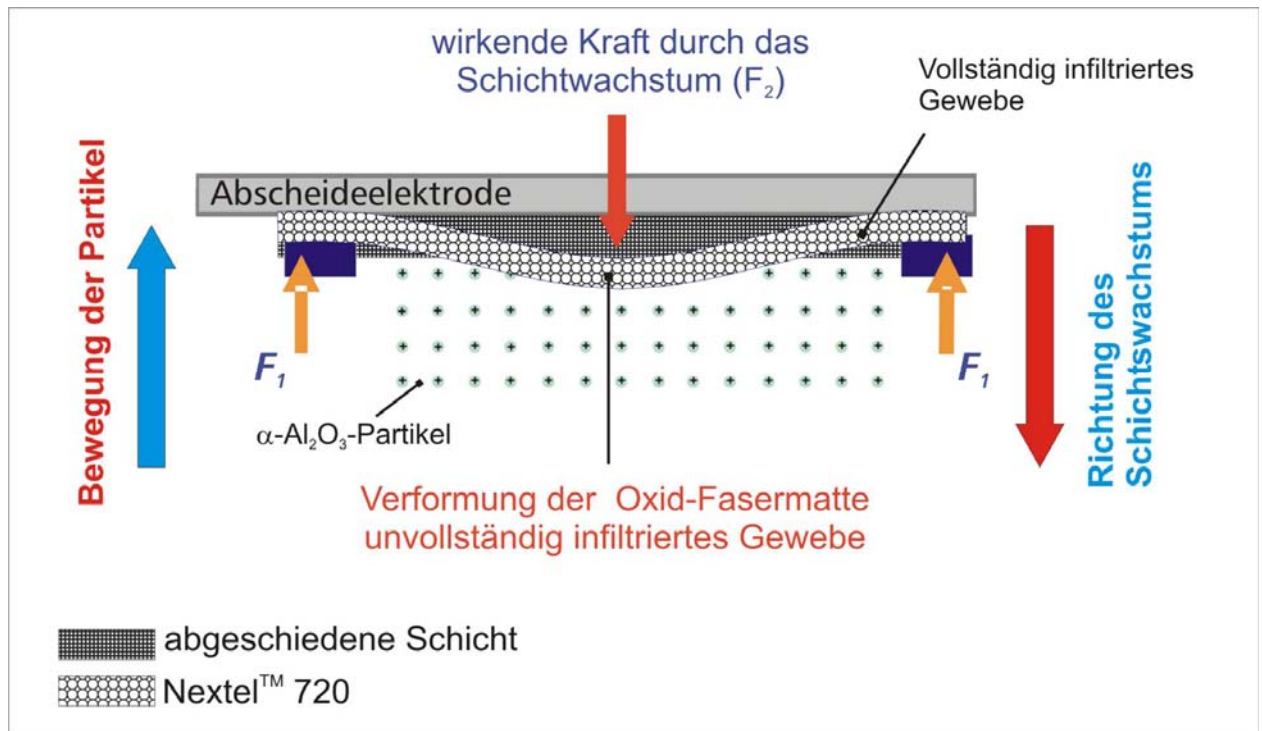 wirkende Kraft durch das
Schichtwachstum (F₂)
Vollständig infiltriertes
Gewebe
Bewegung der Partikel
Abscheideelektrode
F₁
F₁
Richtung des
Schichtswachstums
α-Al₂O₃-Partikel
Verformung der Oxid-Fasermatte
unvollständig infiltriertes Gewebe
abgeschiedene Schicht
Nextel™ 720